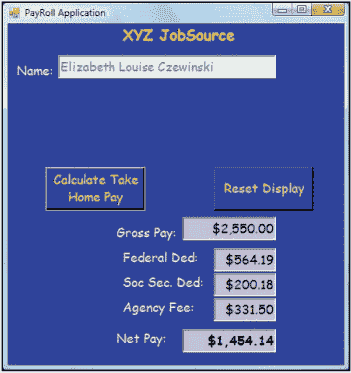 PayRoll Application
XYZ JobSource
Name: Elizabeth Louise Czewinski
Calculate Take
Home Pay
Reset Display
Gross Pay: $2,550.00
Federal Ded: $564.19
Soc Sec. Ded: $200.18
Agency Fee: $331.50
Net Pay: $1,454.14